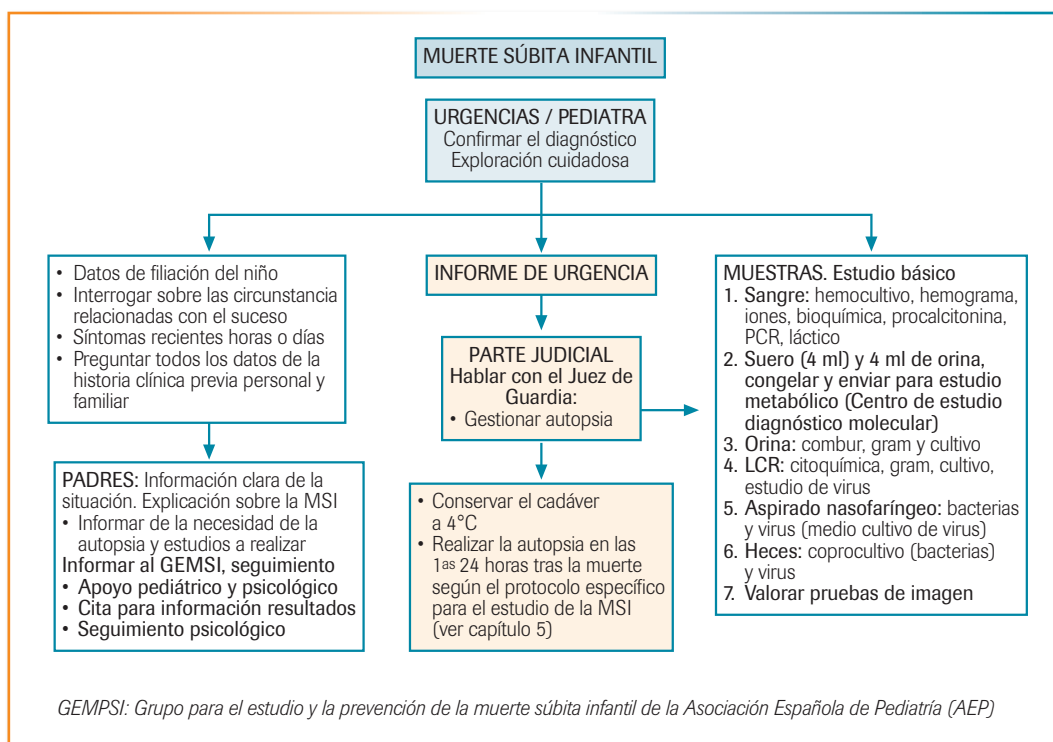 MUERTE SÚBITA INFANTIL
URGENCIAS / PEDIATRA
Confirmar el diagnóstico
Exploración cuidadosa
• Datos de filiación del niño
• Interrogar sobre las circunstancia
relacionadas con el suceso
• Síntomas recientes horas o días
• Preguntar todos los datos de la
historia clínica previa personal y
familiar
PADRES: Información clara de la
situación. Explicación sobre la MSI
• Informar de la necesidad de la
autopsia y estudios a realizar
Informar al GEMSI, seguimiento
• Apoyo pediátrico y psicológico
• Cita para información resultados
• Seguimiento psicológico
INFORME DE URGENCIA
PARTE JUDICIAL
Hablar con el Juez de
Guardia:
• Gestionar autopsia
• Conservar el cadáver
a 4°C
• Realizar la autopsia en las
1as 24 horas tras la muerte
según el protocolo específico
para el estudio de la MSI
(ver capítulo 5)
MUESTRAS. Estudio básico
1. Sangre: hemocultivo, hemograma,
iones, bioquímica, procalcitonina,
PCR, láctico
2. Suero (4 ml) y 4 ml de orina,
congelar y enviar para estudio
metabólico (Centro de estudio
diagnóstico molecular)
3. Orina: combur, gram y cultivo
4. LCR: citoquímica, gram, cultivo,
estudio de virus
5. Aspirado nasofaríngeo: bacterias
y virus (medio cultivo de virus)
6. Heces: coprocultivo (bacterias)
y virus
7. Valorar pruebas de imagen
GEMPSI: Grupo para el estudio y la prevención de la muerte súbita infantil de la Asociación Española de Pediatría (AEP)